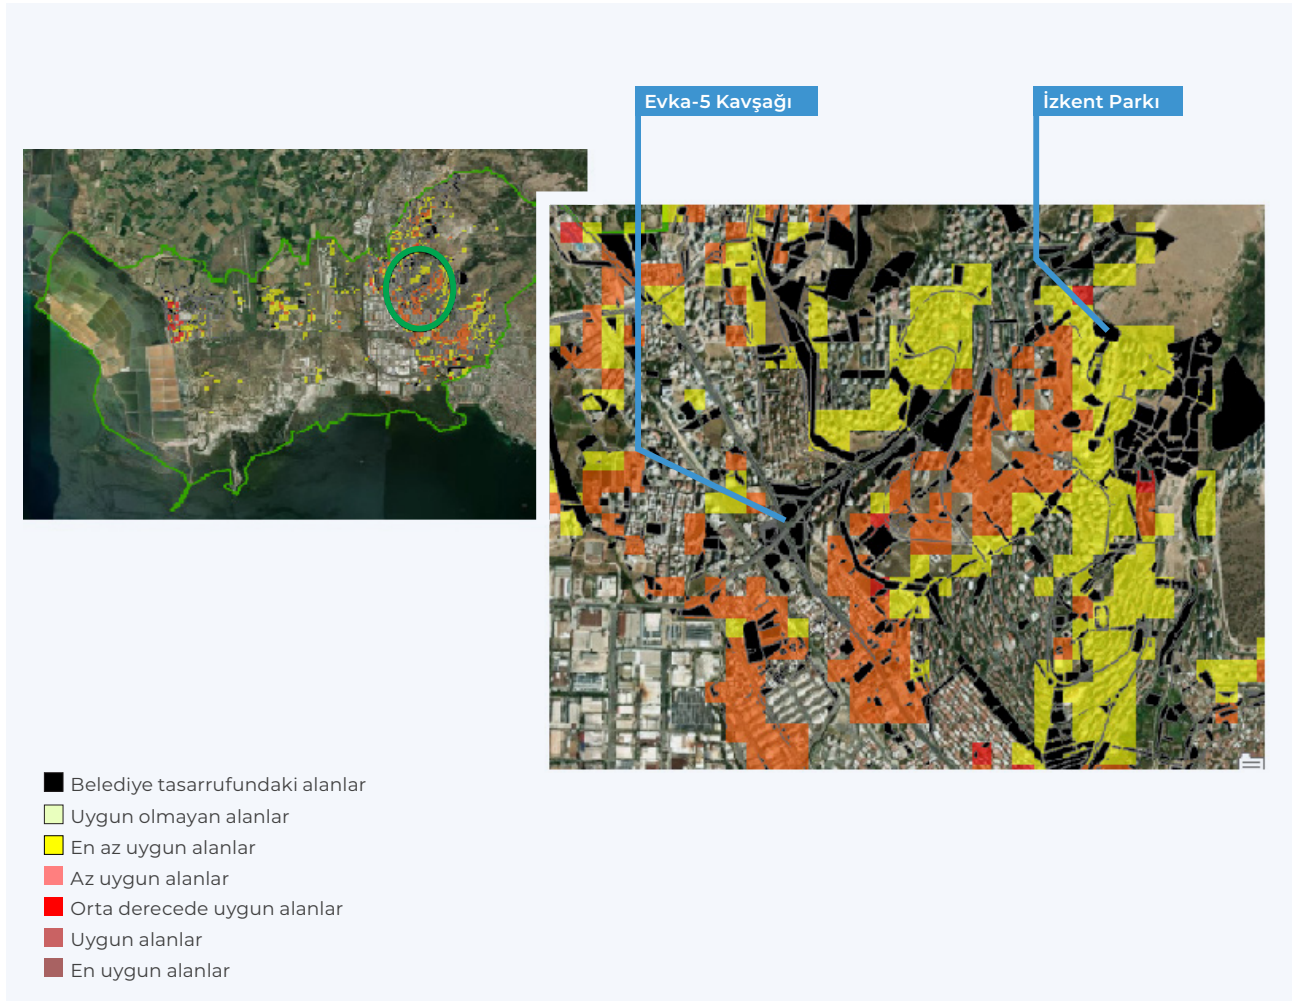 Evka-5 Kavşağı
İzkent Parkı
Belediye tasarrufundaki alanlar
Uygun olmayan alanlar
En az uygun alanlar
Az uygun alanlar
Orta derecede uygun alanlar
Uygun alanlar
En uygun alanlar